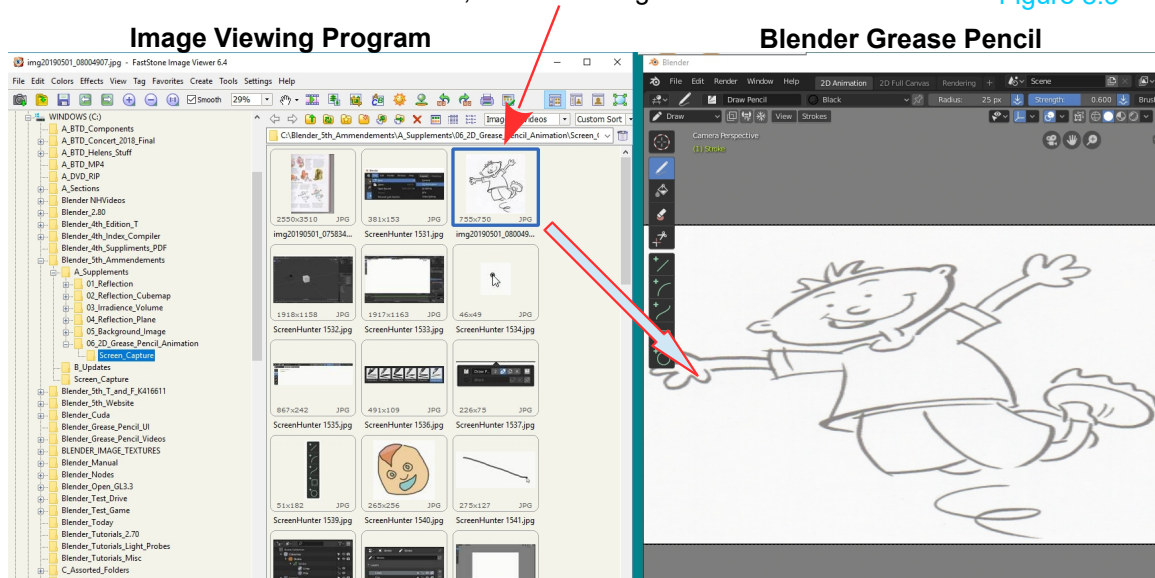 Image Viewing Program
Blender Grease Pencil
img20190501_08004907.jpg - FastStone Image Viewer 6.4
File Edit Colors Effects View Tag Favorites Create Tools Settings Help
Smooth 29%
Custom Sort
WINDOWS (C:)
A_BTD_Components
A_BTD_Concert_2018_Final
A_BTD_Helens_Stuff
A_BTD_MP4
A_DVD_RIP
A_Sections
Blender NHVideos
Blender_2.80
Blender_4th_Edition_T
Blender_4th_Index_Compiler
Blender_4th_Suppliments_PDF
Blender_5th_Ammendements
A_Supplements
01_Reflection
02_Reflection_Cubemap
03_Irradience_Volume
04_Reflection_Plane
05_Background_Image
06_2D_Grease_Pencil_Animation
Screen_Capture
B_Updates
Screen_Capture
Blender_5th_T_and_F_K416611
Blender_5th_Website
Blender_Cuda
Blender_Grease_Pencil_UI
Blender_Grease_Pencil_Videos
BLENDER_IMAGE_TEXTURES
Blender_Manual
Blender_Nodes
Blender_Open_GL3.3
Blender_Test_Drive
Blender_Test_Game
Blender_Today
Blender_Tutorials_2.70
Blender_Tutorials_Light_Probes
Blender_Tutorials_Misc
C_Assorted_Folders
C:\Blender_5th_Ammendements\A_Supplements\06_2D_Grease_Pencil_Animation\Screen_(
2550x3510 JPG 381x153 JPG 755x750 JPG
img20190501_075834... ScreenHunter 1531.jpg img20190501_080049...
1918x1158 JPG 1917x1163 JPG 46x49 JPG
ScreenHunter 1532.jpg ScreenHunter 1533.jpg ScreenHunter 1534.jpg
867x242 JPG 491x109 JPG 226x75 JPG
ScreenHunter 1535.jpg ScreenHunter 1536.jpg ScreenHunter 1537.jpg
51x182 JPG 265x256 JPG 275x127 JPG
ScreenHunter 1539.jpg ScreenHunter 1540.jpg ScreenHunter 1541.jpg
Blender
File Edit Render Window Help 2D Animation 2D Full Canvas Rendering + Scene
Draw Pencil Black Radius: 25 px Strength: 0.600 Brus
Draw View Strokes
Camera Perspective
(1) Stroke